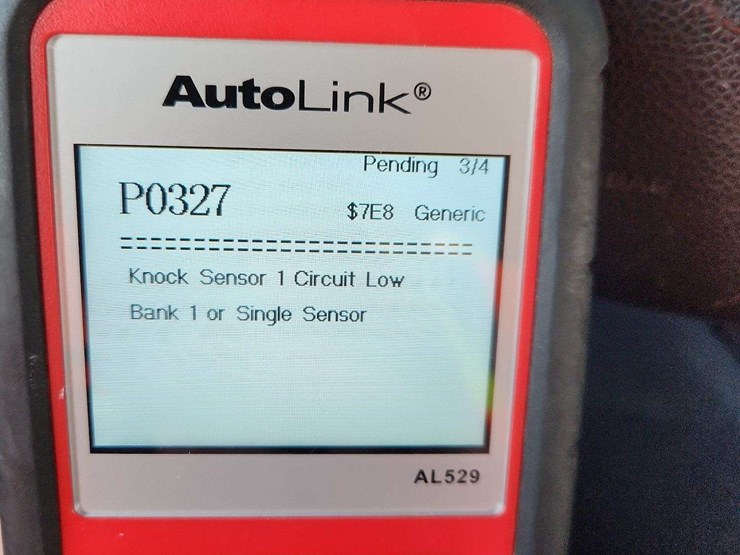 AutoLink®
Pending 3/4
P0327
$7E8 Generic
========================
Knock Sensor 1 Circuit Low
Bank 1 or Single Sensor
AL529